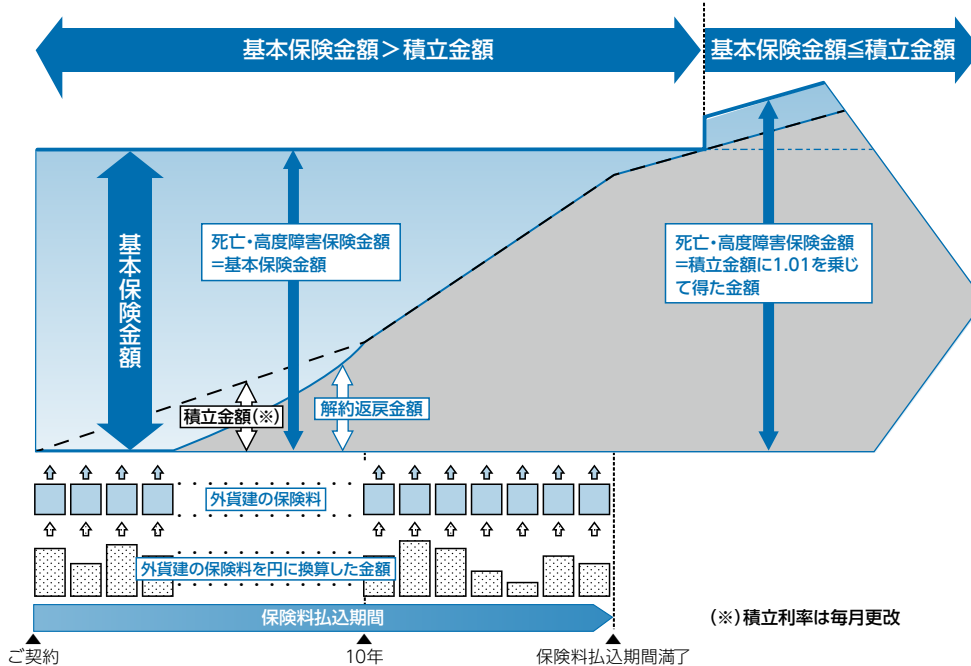 基本保険金額＞積立金額
基本保険金額≦積立金額
基本保険金額
死亡・高度障害保険金額
=基本保険金額
死亡・高度障害保険金額
=積立金額に1.01を乗じ
て得た金額
積立金額(※)
解約返戻金額
外貨建の保険料
外貨建の保険料を円に換算した金額
保険料払込期間
(※)積立利率は毎月更改
ご契約
10年
保険料払込期間満了